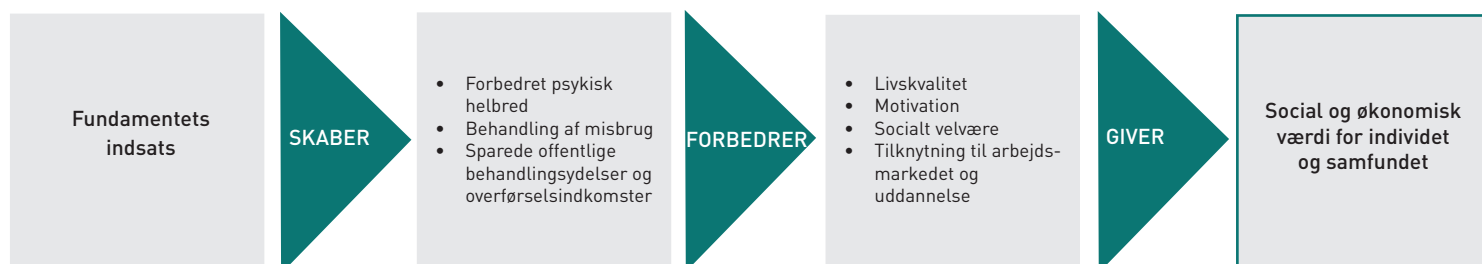 Fundamentets
indsats
SKABER
• Forbedret psykisk
helbred
• Behandling af misbrug
• Sparede offentlige
behandlingsydelser og
overførselsindkomster
FORBEDRER
• Livskvalitet
• Motivation
• Socialt velvære
• Tilknytning til arbejds-
markedet og
uddannelse
GIVER
Social og økonomisk
værdi for individet
og samfundet